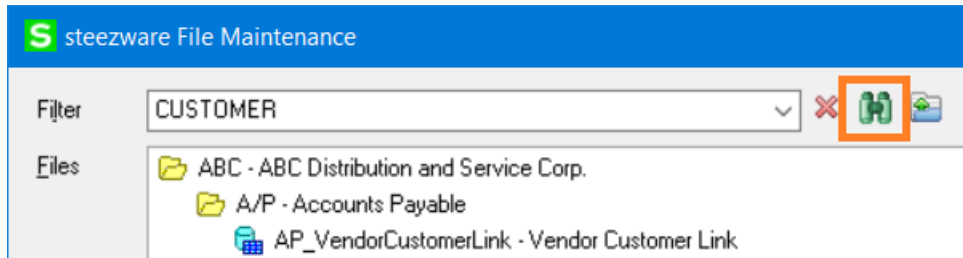 S steezware File Maintenance
Filter CUSTOMER
Files ABC - ABC Distribution and Service Corp.
A/P - Accounts Payable
AP_VendorCustomerLink - Vendor Customer Link